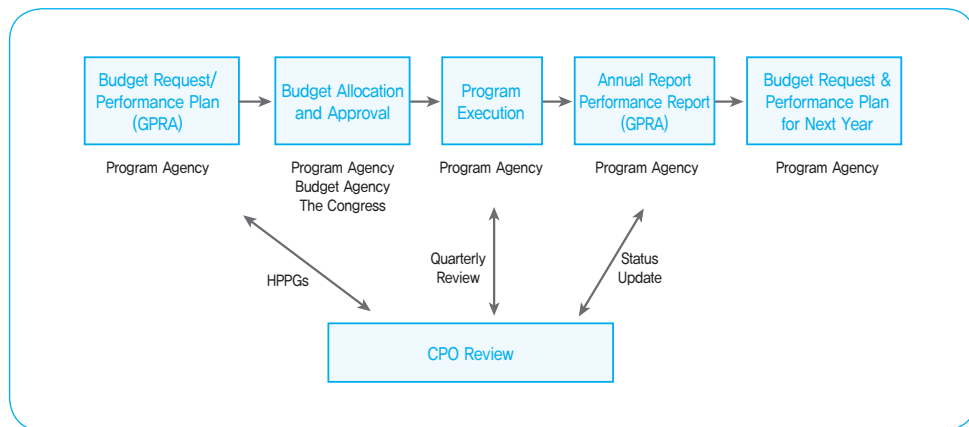 Budget Request/
Performance Plan
(GPRA)
Budget Allocation
and Approval
Program
Execution
Annual Report
Performance Report
(GPRA)
Budget Request &
Performance Plan
for Next Year
Program Agency
Program Agency
Budget Agency
The Congress
Program Agency
Program Agency
Program Agency
HPPGs
Quarterly
Review
Status
Update
CPO Review